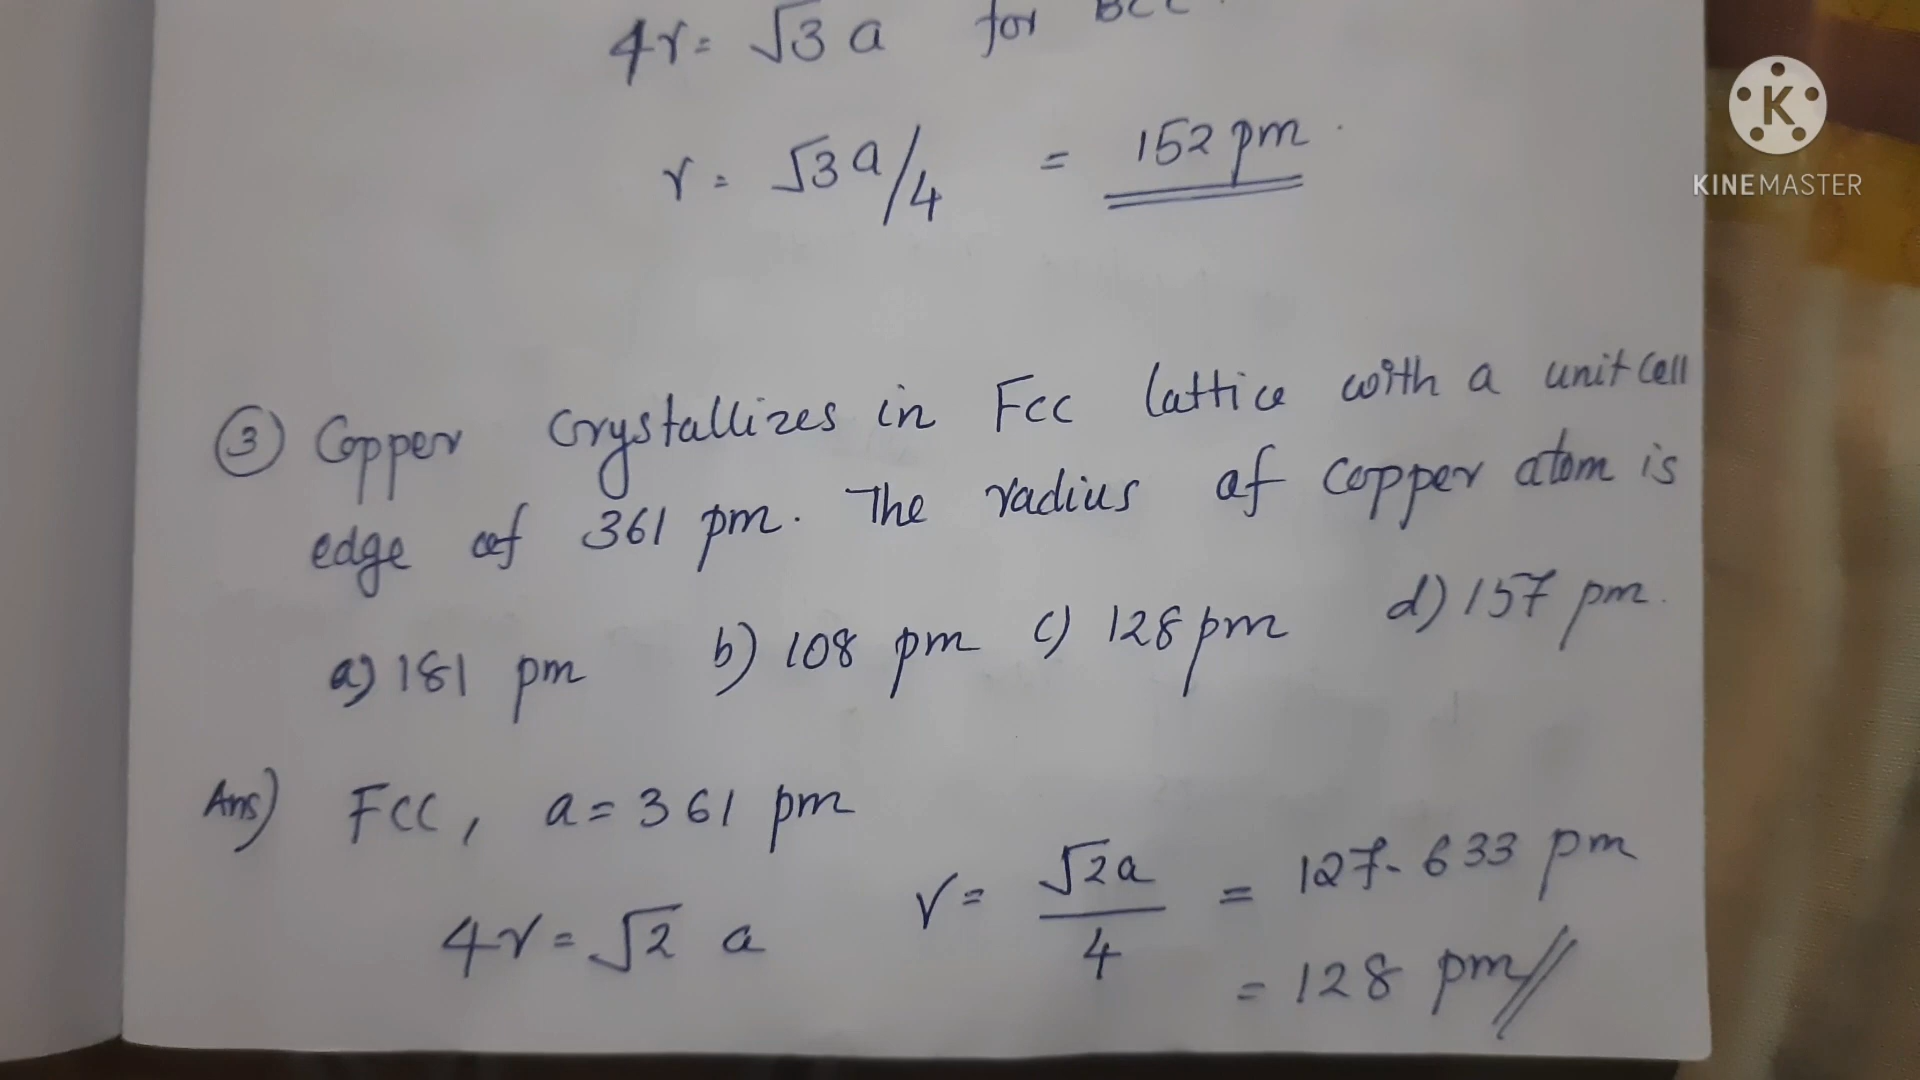 4r = √3 a for BCC
r = √3 a/4 = 152 pm.
KINEMASTER
③ Copper crystallizes in Fcc lattice with a unit cell
edge of 361 pm. The radius of copper atom is
a) 181 pm b) 108 pm c) 128 pm d) 157 pm.
Ans) FCC, a = 361 pm
4r = √2 a r = √2a/4 = 127.633 pm
= 128 pm//